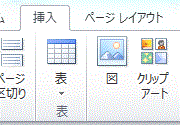 ム 挿入 ページ レイアウト
ページ 区切り
表
図
クリップ
アート
表